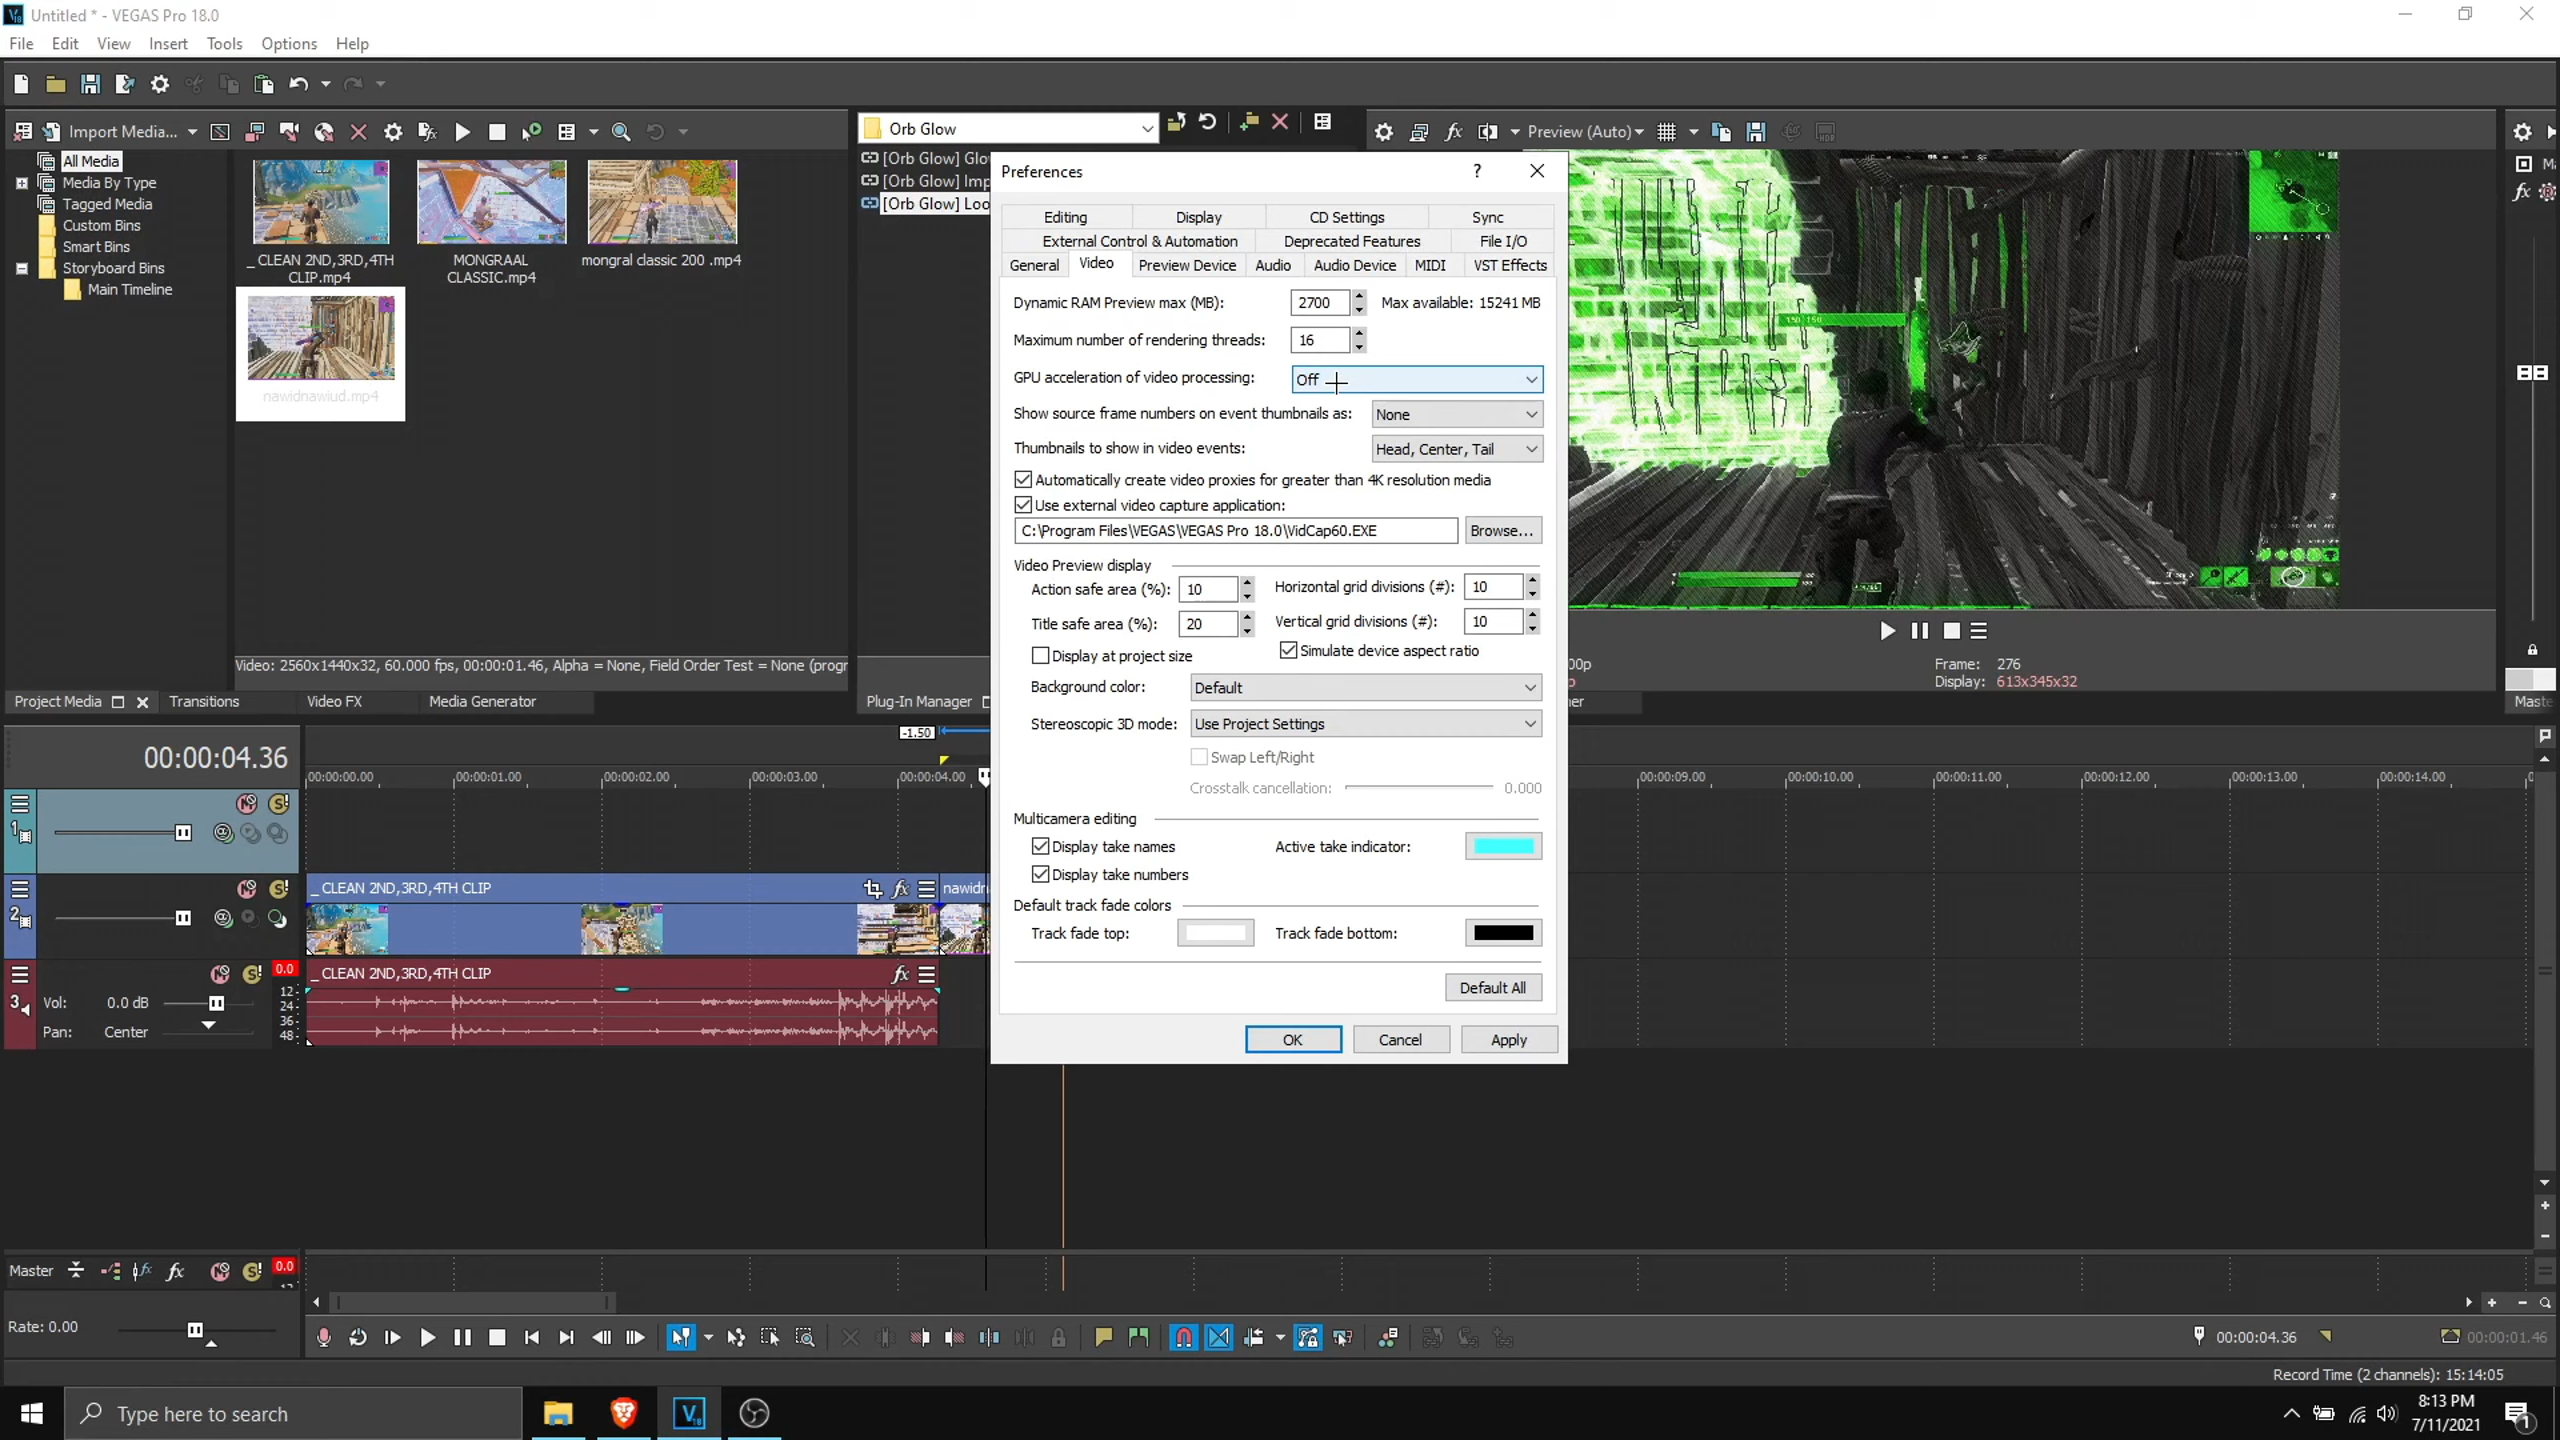 Untitled * - VEGAS Pro 18.0
File Edit View Insert Tools Options Help
Import Media...
All Media
Media By Type
Tagged Media
Custom Bins
Smart Bins
Storyboard Bins
Main Timeline
_ CLEAN 2ND,3RD,4TH
CLIP.mp4
MONGRAAL
CLASSIC.mp4
mongral classic 200 .mp4
nawidnawiud.mp4
Video: 2560x1440x32, 60.000 fps, 00:00:01.46, Alpha = None, Field Order Test = None (progr
Project Media
Transitions
Video FX
Media Generator
Orb Glow
[Orb Glow] Glo
[Orb Glow] Imp
[Orb Glow] Loo
Plug-In Manager
Preview (Auto)
Preferences
Editing Display CD Settings Sync
External Control & Automation Deprecated Features File I/O
General Video Preview Device Audio Audio Device MIDI VST Effects
Dynamic RAM Preview max (MB): 2700 Max available: 15241 MB
Maximum number of rendering threads: 16
GPU acceleration of video processing: Off
Show source frame numbers on event thumbnails as: None
Thumbnails to show in video events: Head, Center, Tail
Automatically create video proxies for greater than 4K resolution media
Use external video capture application:
C:\Program Files\VEGAS\VEGAS Pro 18.0\VidCap60.EXE Browse...
Video Preview display
Action safe area (%): 10 Horizontal grid divisions (#): 10
Title safe area (%): 20 Vertical grid divisions (#): 10
Display at project size Simulate device aspect ratio
Background color: Default
Stereoscopic 3D mode: Use Project Settings
Swap Left/Right
Crosstalk cancellation: 0.000
Multicamera editing
Display take names Active take indicator:
Display take numbers
Default track fade colors
Track fade top: Track fade bottom:
Default All
OK Cancel Apply
Frame: 276
Display: 613x345x32
Maste
00:00:04.36
-1.50
00:00:00.00 00:00:01.00 00:00:02.00 00:00:03.00 00:00:04.00 00:00:09.00 00:00:10.00 00:00:11.00 00:00:12.00 00:00:13.00 00:00:14.00
1
2
_ CLEAN 2ND,3RD,4TH CLIP
nawidn
3
0.0
_ CLEAN 2ND,3RD,4TH CLIP
Vol: 0.0 dB
Pan: Center
12
24
36
48
Master 0.0
Rate: 0.00
00:00:04.36
00:00:01.46
Record Time (2 channels): 15:14:05
Type here to search
8:13 PM
7/11/2021
1